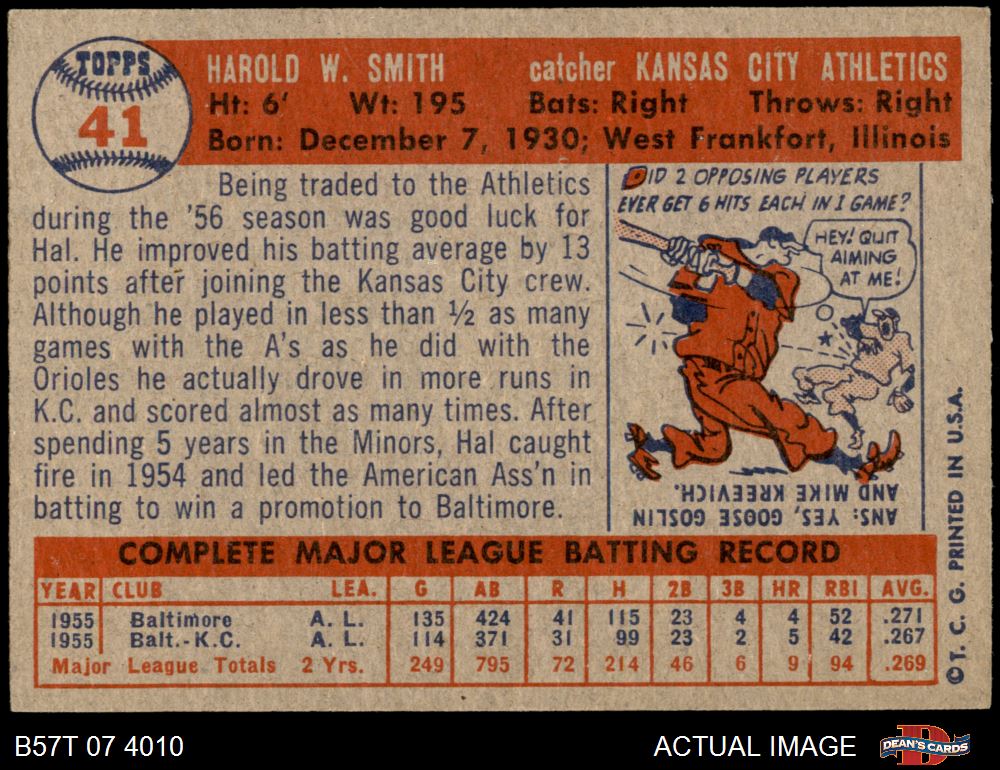 TOPPS
41
HAROLD W. SMITH catcher KANSAS CITY ATHLETICS
Ht: 6' Wt: 195 Bats: Right Throws: Right
Born: December 7, 1930; West Frankfort, Illinois
Being traded to the Athletics
during the '56 season was good luck for
Hal. He improved his batting average by 13
points after joining the Kansas City crew.
Although he played in less than ½ as many
games with the A's as he did with the
Orioles he actually drove in more runs in
K.C. and scored almost as many times. After
spending 5 years in the Minors, Hal caught
fire in 1954 and led the American Ass'n in
batting to win a promotion to Baltimore.
DID 2 OPPOSING PLAYERS
EVER GET 6 HITS EACH IN 1 GAME?
HEY! QUIT
AIMING
AT ME!
ANS: YES, GOOSE GOSLIN
AND MIKE KREEVICH.
COMPLETE MAJOR LEAGUE BATTING RECORD
YEAR CLUB LEA. G AB R H 2B 3B HR RBI AVG.
1955 Baltimore A. L. 135 424 41 115 23 4 4 52 .271
1955 Balt.-K.C. A. L. 114 371 31 99 23 2 5 42 .267
Major League Totals 2 Yrs. 249 795 72 214 46 6 9 94 .269
© T. C. G. PRINTED IN U.S.A.
B57T 07 4010 ACTUAL IMAGE
D
DEAN'S CARDS